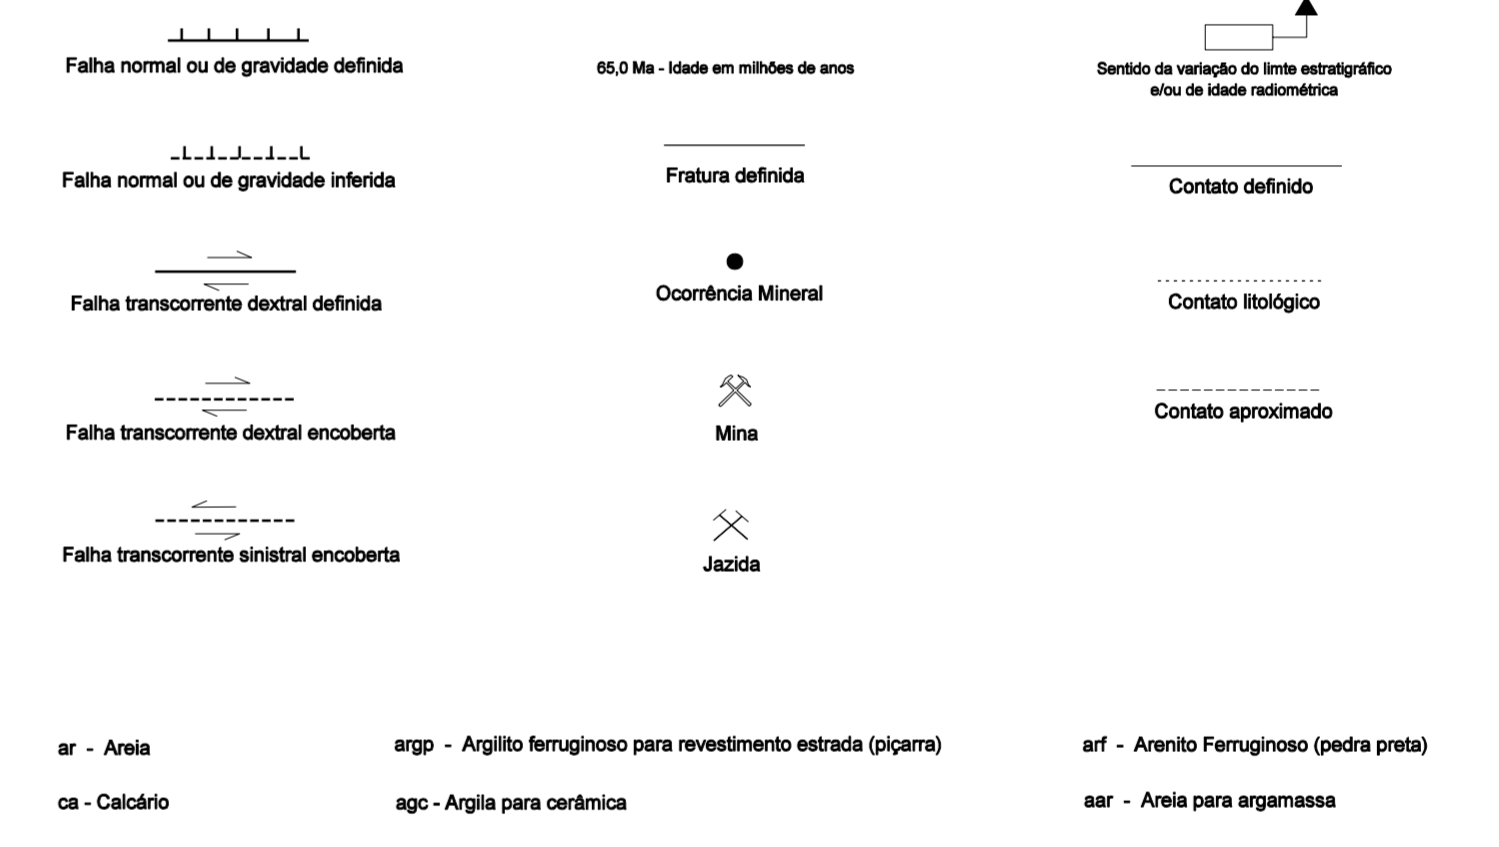 Falha normal ou de gravidade definida
65,0 Ma - Idade em milhões de anos
Sentido da variação do limte estratigráfico
e/ou de idade radiométrica
Falha normal ou de gravidade inferida
Fratura definida
Contato definido
Falha transcorrente dextral definida
Ocorrência Mineral
Contato litológico
Falha transcorrente dextral encoberta
Mina
Contato aproximado
Falha transcorrente sinistral encoberta
Jazida
ar - Areia
argp - Argilito ferruginoso para revestimento estrada (piçarra)
arf - Arenito Ferruginoso (pedra preta)
ca - Calcário
agc - Argila para cerâmica
aar - Areia para argamassa